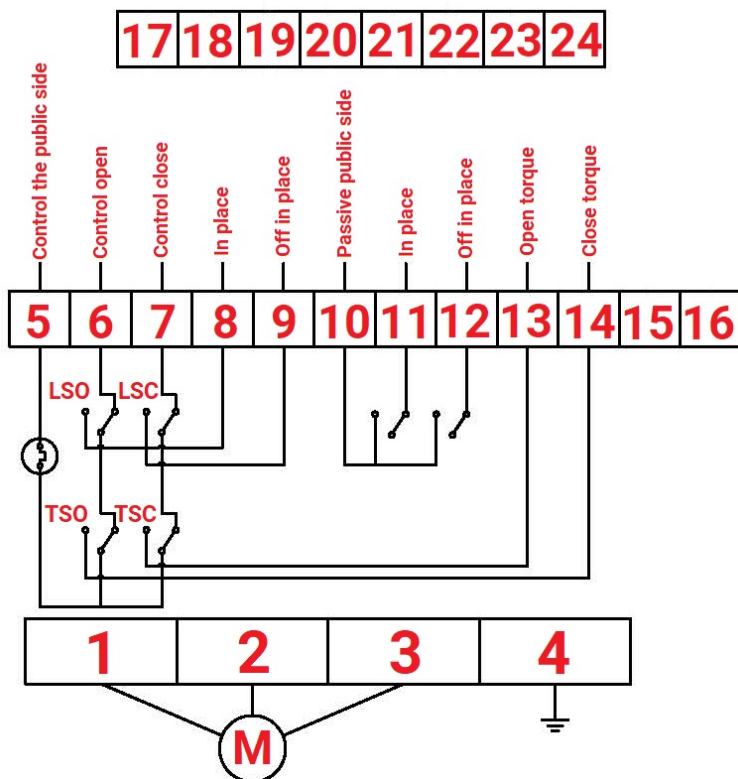 17 18 19 20 21 22 23 24
Control the public side
Control open
Control close
In place
Off in place
Passive public side
In place
Off in place
Open torque
Close torque
5 6 7 8 9 10 11 12 13 14 15 16
LSO LSC
TSO TSC
1 2 3 4
M